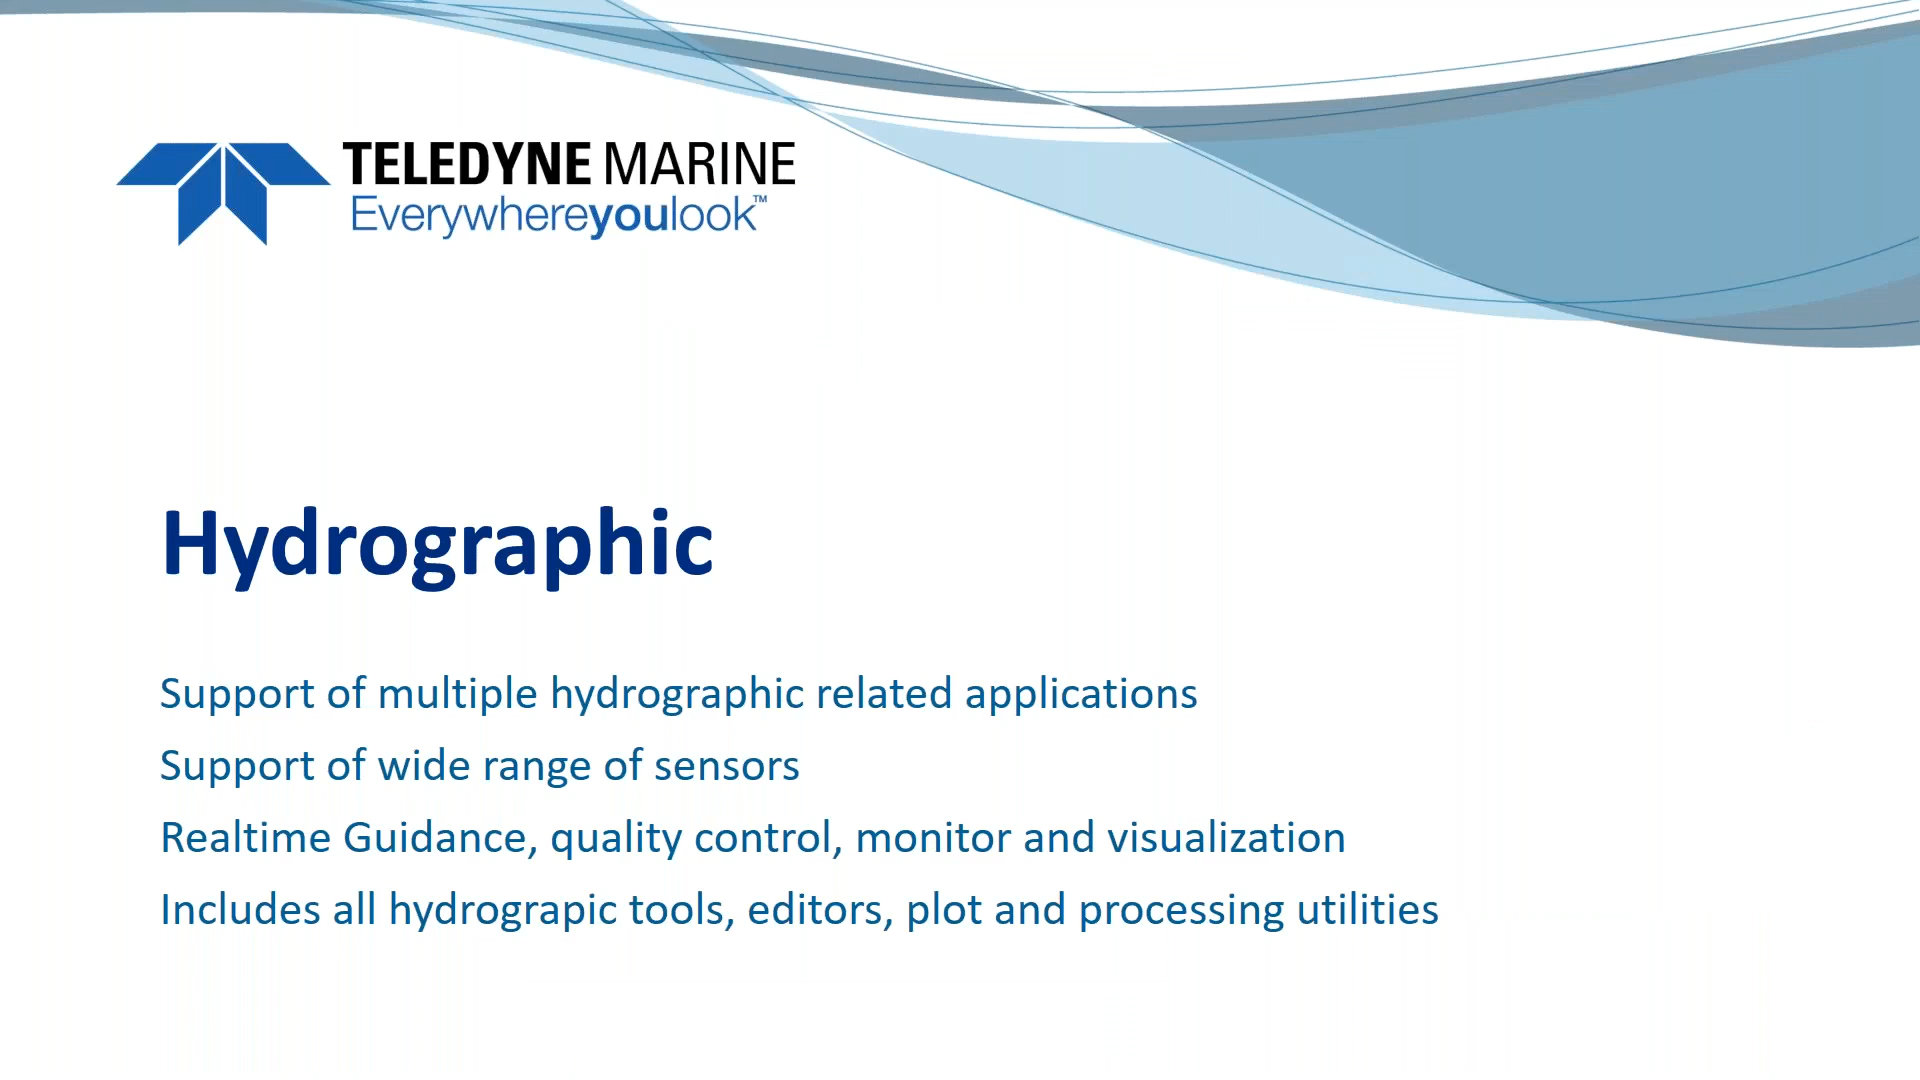 TELEDYNE MARINE
Everywhereyoulook™
Hydrographic
Support of multiple hydrographic related applications
Support of wide range of sensors
Realtime Guidance, quality control, monitor and visualization
Includes all hydrograpic tools, editors, plot and processing utilities